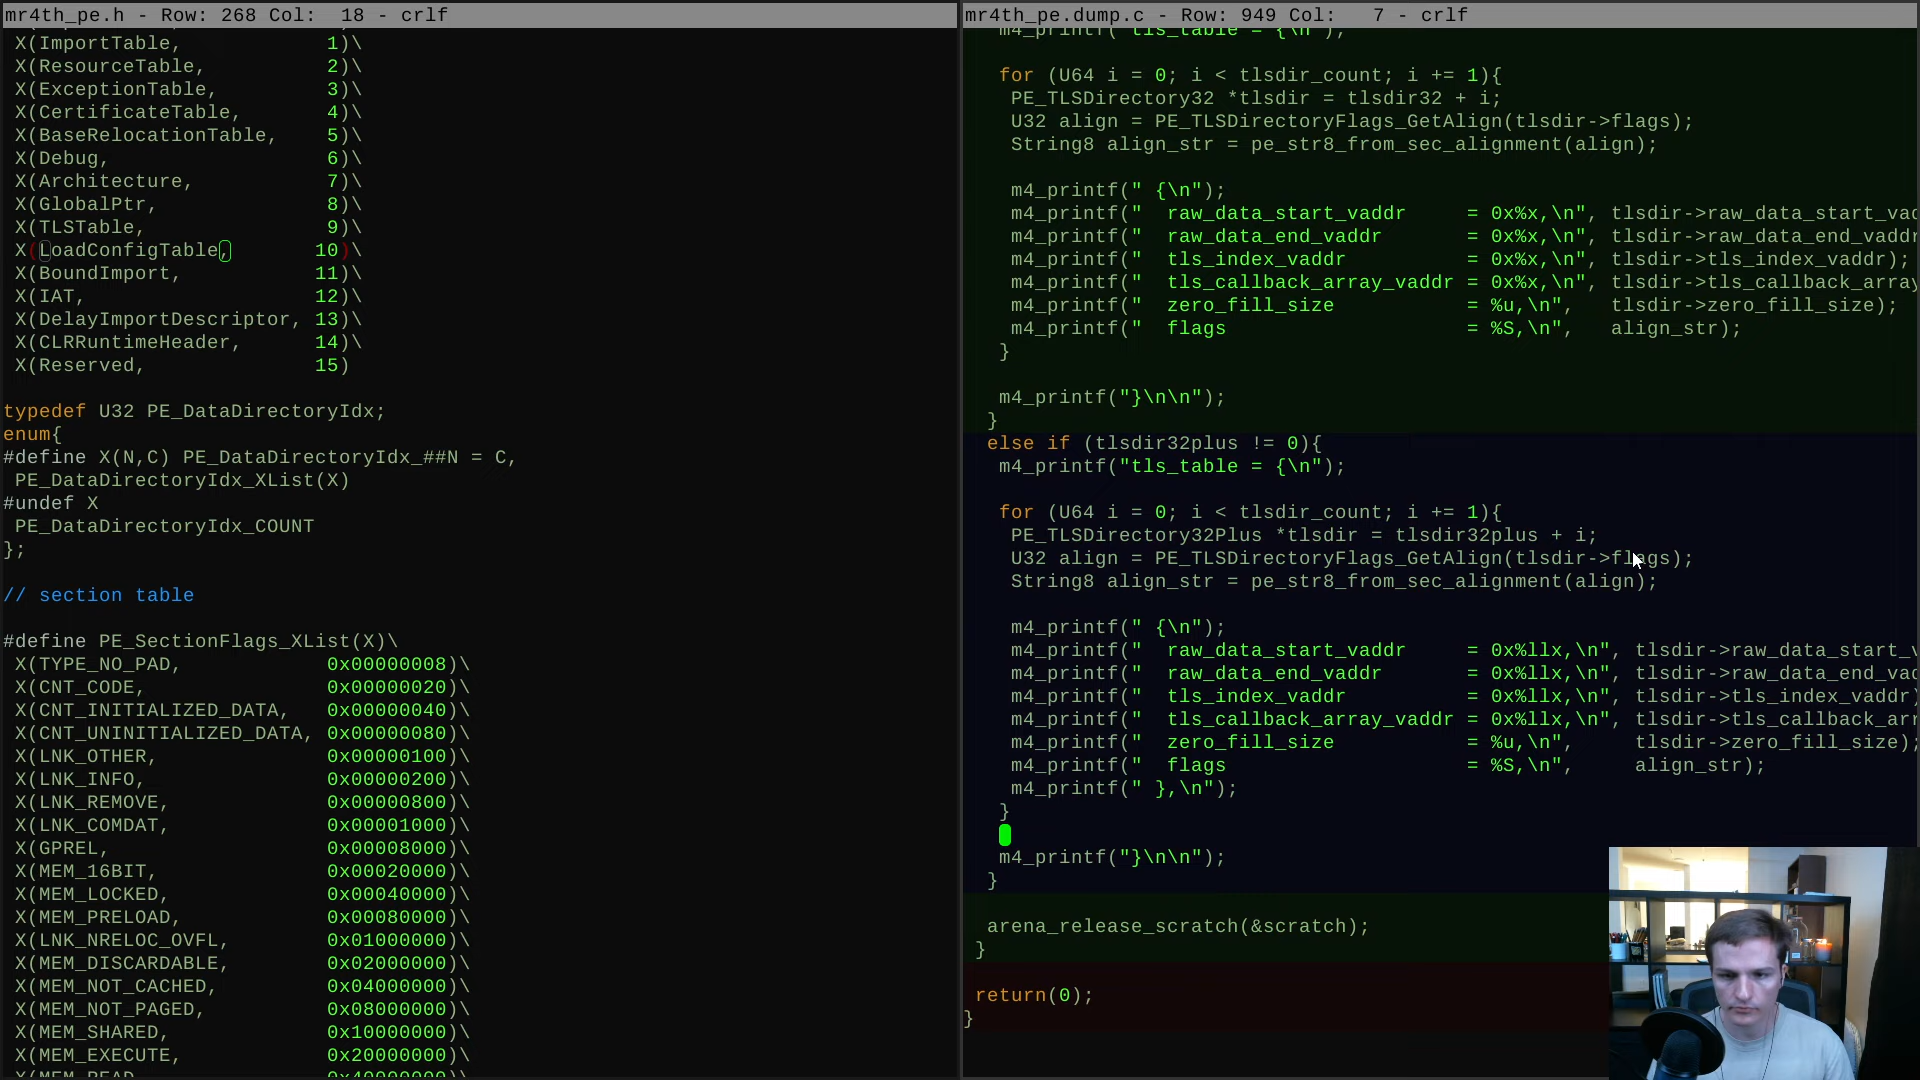 mr4th_pe.h - Row: 268 Col:  18 - crlf
X(ImportTable,             1)\
X(ResourceTable,           2)\
X(ExceptionTable,          3)\
X(CertificateTable,        4)\
X(BaseRelocationTable,     5)\
X(Debug,                   6)\
X(Architecture,            7)\
X(GlobalPtr,               8)\
X(TLSTable,                9)\
X(LoadConfigTable,        10)\
X(BoundImport,            11)\
X(IAT,                    12)\
X(DelayImportDescriptor,  13)\
X(CLRRuntimeHeader,       14)\
X(Reserved,               15)
typedef U32 PE_DataDirectoryIdx;
enum{
#define X(N,C) PE_DataDirectoryIdx_##N = C,
PE_DataDirectoryIdx_XList(X)
#undef X
PE_DataDirectoryIdx_COUNT
};
// section table
#define PE_SectionFlags_XList(X)\
X(TYPE_NO_PAD,            0x00000008)\
X(CNT_CODE,               0x00000020)\
X(CNT_INITIALIZED_DATA,   0x00000040)\
X(CNT_UNINITIALIZED_DATA, 0x00000080)\
X(LNK_OTHER,              0x00000100)\
X(LNK_INFO,               0x00000200)\
X(LNK_REMOVE,             0x00000800)\
X(LNK_COMDAT,             0x00001000)\
X(GPREL,                  0x00008000)\
X(MEM_16BIT,              0x00020000)\
X(MEM_LOCKED,             0x00040000)\
X(MEM_PRELOAD,            0x00080000)\
X(LNK_NRELOC_OVFL,        0x01000000)\
X(MEM_DISCARDABLE,        0x02000000)\
X(MEM_NOT_CACHED,         0x04000000)\
X(MEM_NOT_PAGED,          0x08000000)\
X(MEM_SHARED,             0x10000000)\
X(MEM_EXECUTE,            0x20000000)\
mr4th_pe.dump.c - Row: 949 Col:   7 - crlf
m4_printf("tls_table = {\n");
for (U64 i = 0; i < tlsdir_count; i += 1){
PE_TLSDirectory32 *tlsdir = tlsdir32 + i;
U32 align = PE_TLSDirectoryFlags_GetAlign(tlsdir->flags);
String8 align_str = pe_str8_from_sec_alignment(align);
m4_printf(" {\n");
m4_printf("  raw_data_start_vaddr     = 0x%x,\n", tlsdir->raw_data_start_vad
m4_printf("  raw_data_end_vaddr       = 0x%x,\n", tlsdir->raw_data_end_vaddr
m4_printf("  tls_index_vaddr          = 0x%x,\n", tlsdir->tls_index_vaddr);
m4_printf("  tls_callback_array_vaddr = 0x%x,\n", tlsdir->tls_callback_array
m4_printf("  zero_fill_size           = %u,\n",   tlsdir->zero_fill_size);
m4_printf("  flags                    = %S,\n",   align_str);
}
m4_printf("}\n\n");
}
else if (tlsdir32plus != 0){
m4_printf("tls_table = {\n");
for (U64 i = 0; i < tlsdir_count; i += 1){
PE_TLSDirectory32Plus *tlsdir = tlsdir32plus + i;
U32 align = PE_TLSDirectoryFlags_GetAlign(tlsdir->flags);
String8 align_str = pe_str8_from_sec_alignment(align);
m4_printf(" {\n");
m4_printf("  raw_data_start_vaddr     = 0x%llx,\n", tlsdir->raw_data_start_v
m4_printf("  raw_data_end_vaddr       = 0x%llx,\n", tlsdir->raw_data_end_vad
m4_printf("  tls_index_vaddr          = 0x%llx,\n", tlsdir->tls_index_vaddr)
m4_printf("  tls_callback_array_vaddr = 0x%llx,\n", tlsdir->tls_callback_arr
m4_printf("  zero_fill_size           = %u,\n",     tlsdir->zero_fill_size);
m4_printf("  flags                    = %S,\n",     align_str);
m4_printf(" },\n");
}
m4_printf("}\n\n");
}
arena_release_scratch(&scratch);
}
return(0);
}